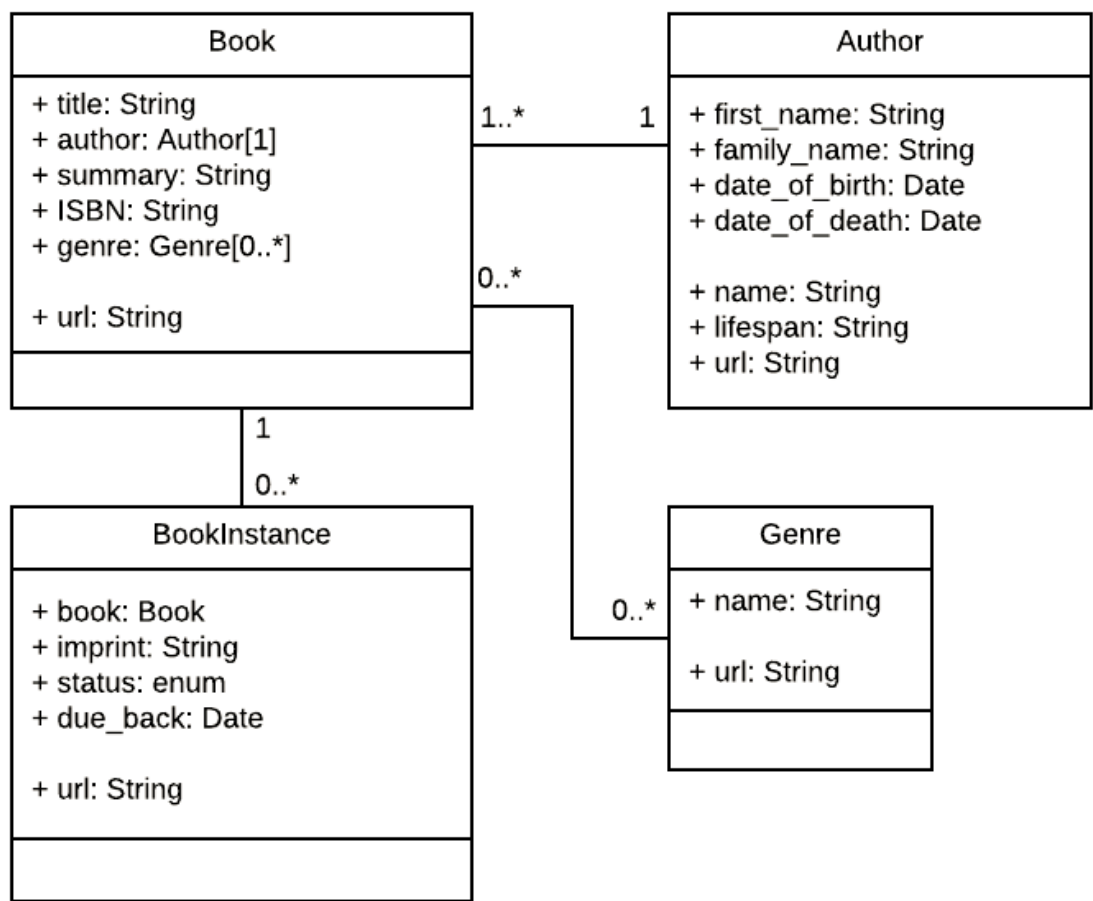 Book
+ title: String
+ author: Author[1]
+ summary: String
+ ISBN: String
+ genre: Genre[0..*]
+ url: String
1..*
1
Author
+ first_name: String
+ family_name: String
+ date_of_birth: Date
+ date_of_death: Date
+ name: String
+ lifespan: String
+ url: String
0..*
1
0..*
BookInstance
+ book: Book
+ imprint: String
+ status: enum
+ due_back: Date
+ url: String
0..*
Genre
+ name: String
+ url: String